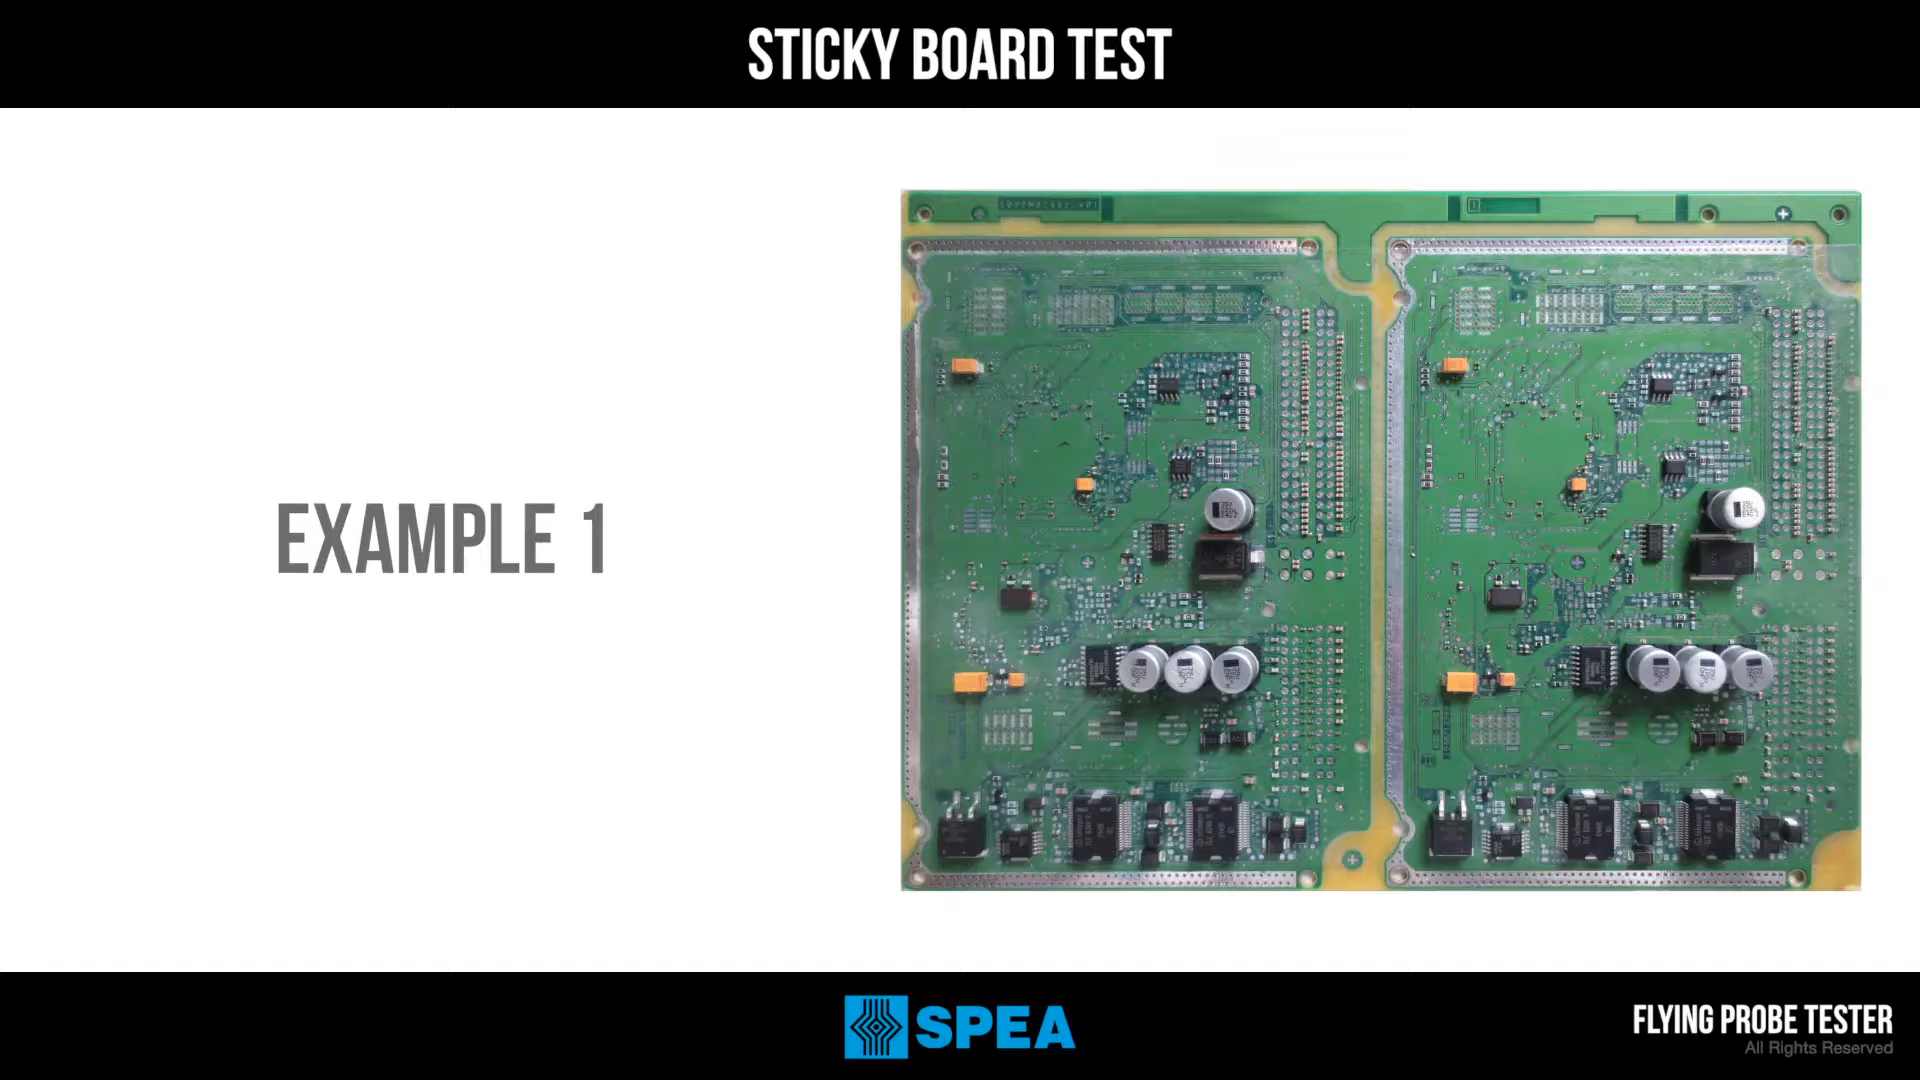 STICKY BOARD TEST
EXAMPLE 1
SPEA
FLYING PROBE TESTER
All Rights Reserved